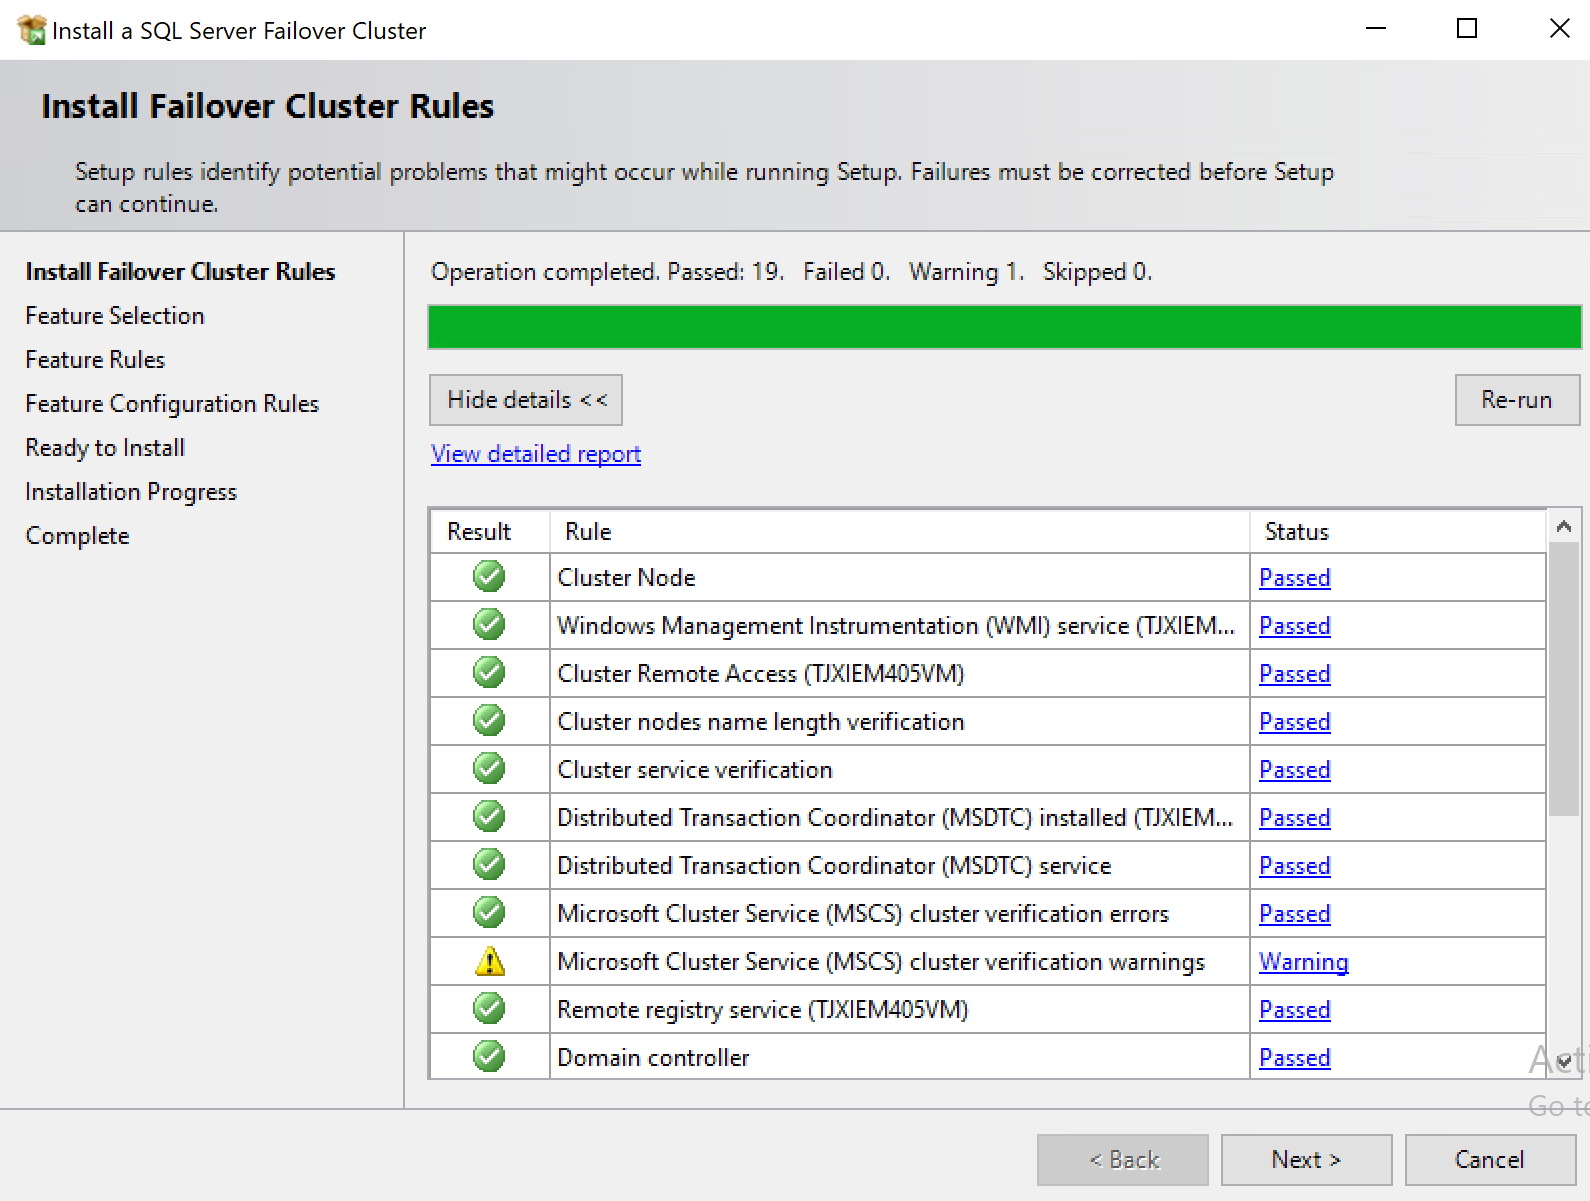 Install a SQL Server Failover Cluster
Install Failover Cluster Rules
Setup rules identify potential problems that might occur while running Setup. Failures must be corrected before Setup
can continue.
Install Failover Cluster Rules
Feature Selection
Feature Rules
Feature Configuration Rules
Ready to Install
Installation Progress
Complete
Operation completed. Passed: 19.   Failed 0.   Warning 1.   Skipped 0.
Hide details <<
Re-run
View detailed report
Result Rule Status
Cluster Node Passed
Windows Management Instrumentation (WMI) service (TJXIEM... Passed
Cluster Remote Access (TJXIEM405VM) Passed
Cluster nodes name length verification Passed
Cluster service verification Passed
Distributed Transaction Coordinator (MSDTC) installed (TJXIEM... Passed
Distributed Transaction Coordinator (MSDTC) service Passed
Microsoft Cluster Service (MSCS) cluster verification errors Passed
Microsoft Cluster Service (MSCS) cluster verification warnings Warning
Remote registry service (TJXIEM405VM) Passed
Domain controller Passed
Go
< Back Next > Cancel